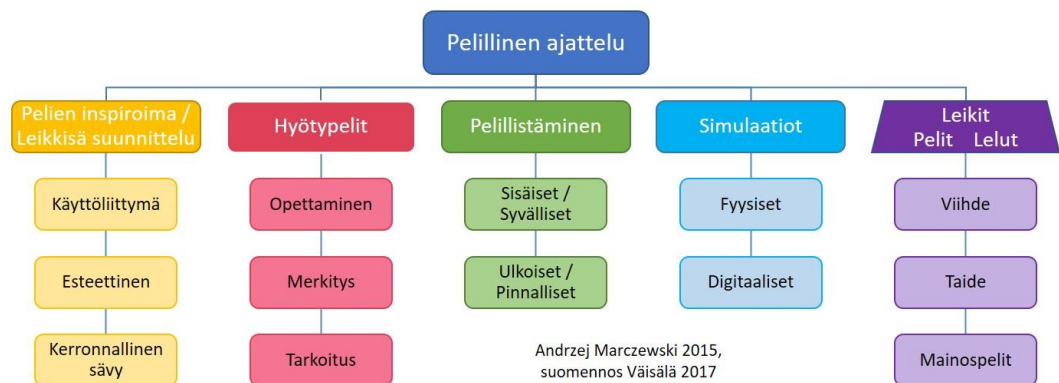 Pelillinen ajattelu
Pelien inspiroima /
Leikkisä suunnittelu
Hyötypelit
Pelillistäminen
Simulaatiot
Leikit
Pelit Lelut
Käyttöliittymä
Opettaminen
Sisäiset /
Syvälliset
Fyysiset
Viihde
Esteettinen
Merkitys
Ulkoiset /
Pinnalliset
Digitaaliset
Taide
Kerronnallinen
sävy
Tarkoitus
Mainospelit
Andrzej Marczewski 2015,
suomennos Väisälä 2017